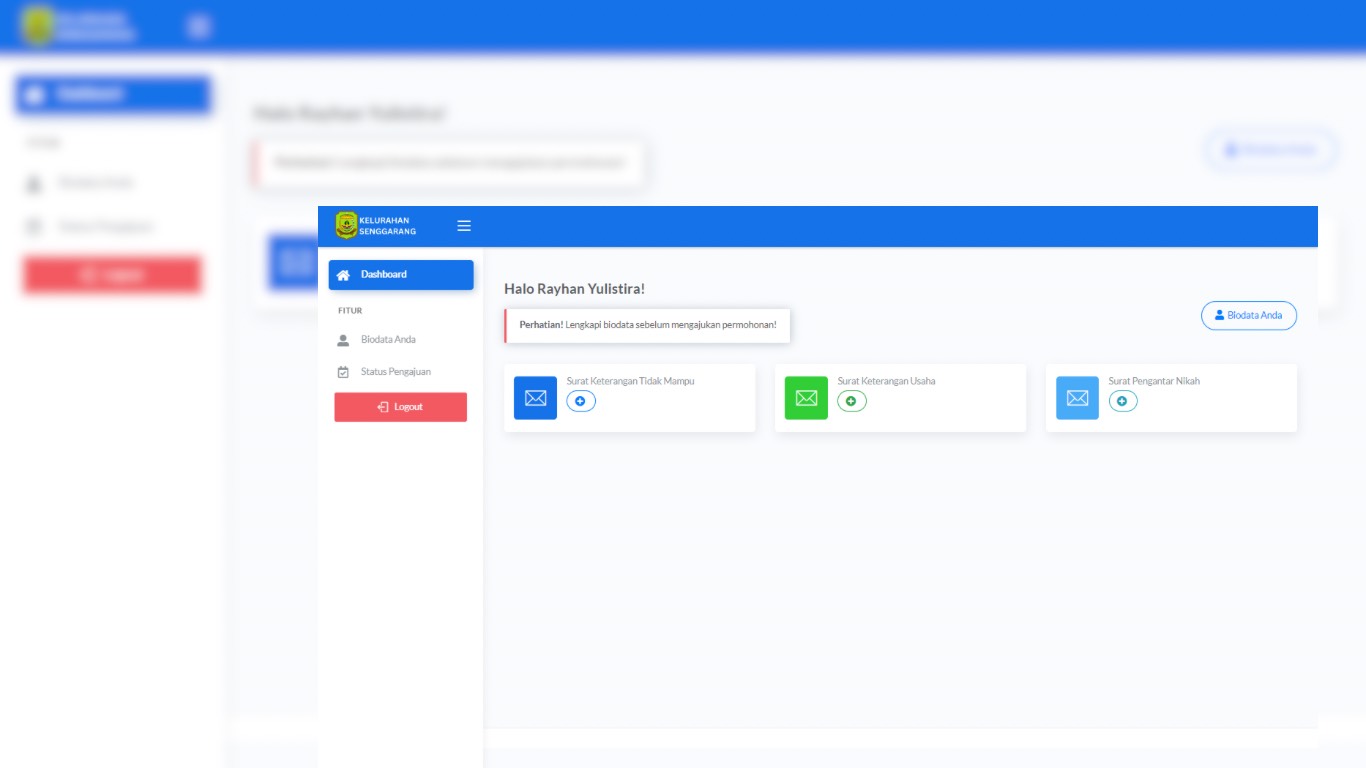 KELURAHAN
SENGGARANG
Dashboard
FITUR
Biodata Anda
Status Pengajuan
Logout
Halo Rayhan Yulistira!
Perhatian! Lengkapi biodata sebelum mengajukan permohonan!
Biodata Anda
Surat Keterangan Tidak Mampu
Surat Keterangan Usaha
Surat Pengantar Nikah